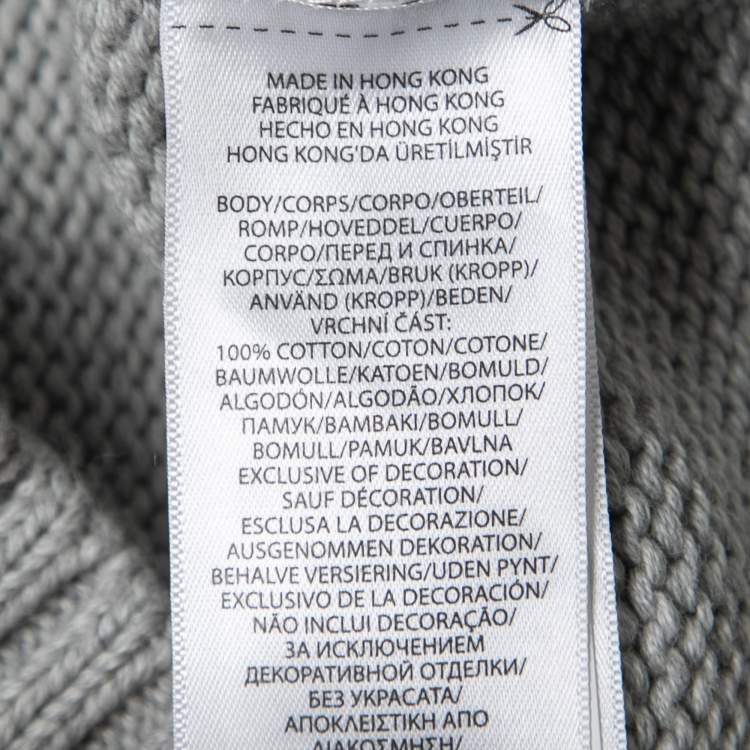 MADE IN HONG KONG
FABRIQUÉ À HONG KONG
HECHO EN HONG KONG
HONG KONG'DA ÜRETİLMİŞTİR
BODY/CORPS/CORPO/OBERTEIL/
ROMP/HOVEDDEL/CUERPO/
CORPO/ПЕРЕД И СПИНКА/
КОРПУС/ΣΩΜΑ/BRUK (KROPP)/
ANVÄND (KROPP)/BEDEN/
VRCHNÍ ČÁST:
100% COTTON/COTON/COTONE/
BAUMWOLLE/KATOEN/BOMULD/
ALGODÓN/ALGODÃO/ХЛОПОК/
ПАМУК/ΒΑΜΒΑΚΙ/BOMULL/
BOMULL/PAMUK/BAVLNA
EXCLUSIVE OF DECORATION/
SAUF DÉCORATION/
ESCLUSA LA DECORAZIONE/
AUSGENOMMEN DEKORATION/
BEHALVE VERSIERING/UDEN PYNT/
EXCLUSIVO DE LA DECORACIÓN/
NÃO INCLUI DECORAÇÃO/
ЗА ИСКЛЮЧЕНИЕМ
ДЕКОРАТИВНОЙ ОТДЕЛКИ/
БЕЗ УКРАСАТА/
ΑΠΟΚΛΕΙΣΤΙΚΗ ΑΠΟ
ΔΙΑΚΟΣΜΗΣΗ/